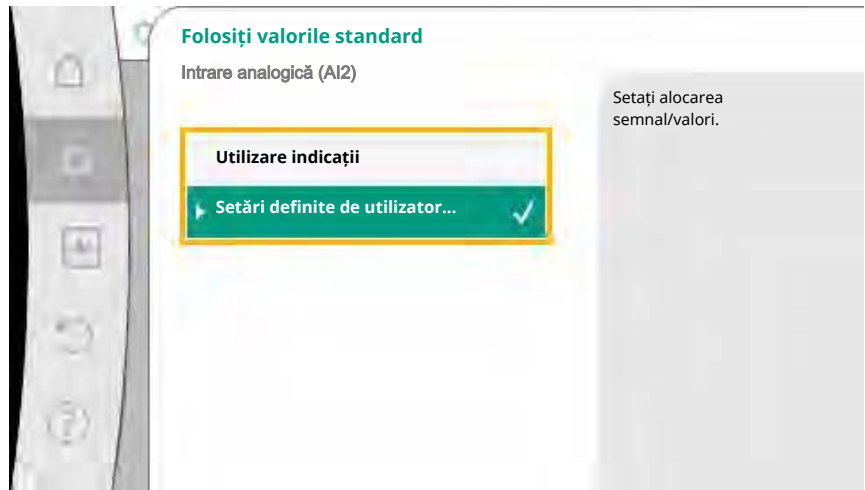 Folosiți valorile standard
Intrare analogică (AI2)
Setați alocarea
semnal/valori.
Utilizare indicații
Setări definite de utilizator...